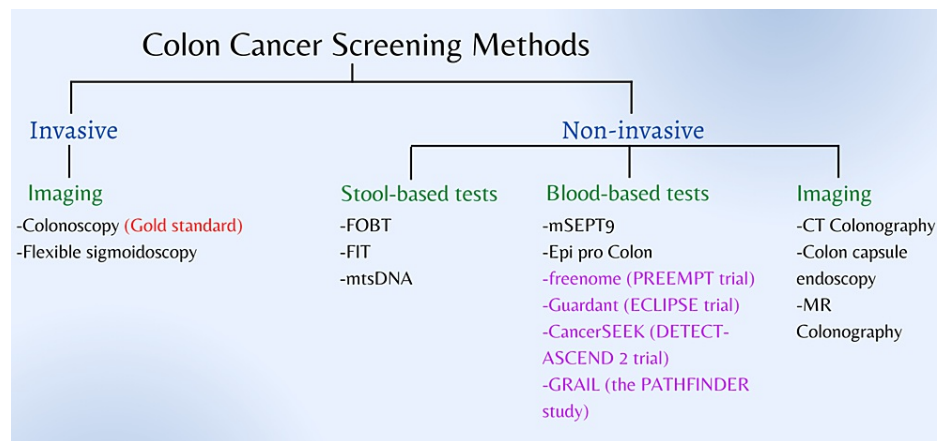 Colon Cancer Screening Methods
Invasive
Non-invasive
Imaging
-Colonoscopy (Gold standard)
-Flexible sigmoidoscopy
Stool-based tests
-FOBT
-FIT
-mtsDNA
Blood-based tests
-mSEPT9
-Epi pro Colon
-freenome (PREEMPT trial)
-Guardant (ECLIPSE trial)
-CancerSEEK (DETECT-
ASCEND 2 trial)
-GRAIL (the PATHFINDER
study)
Imaging
-CT Colonography
-Colon capsule
endoscopy
-MR
Colonography